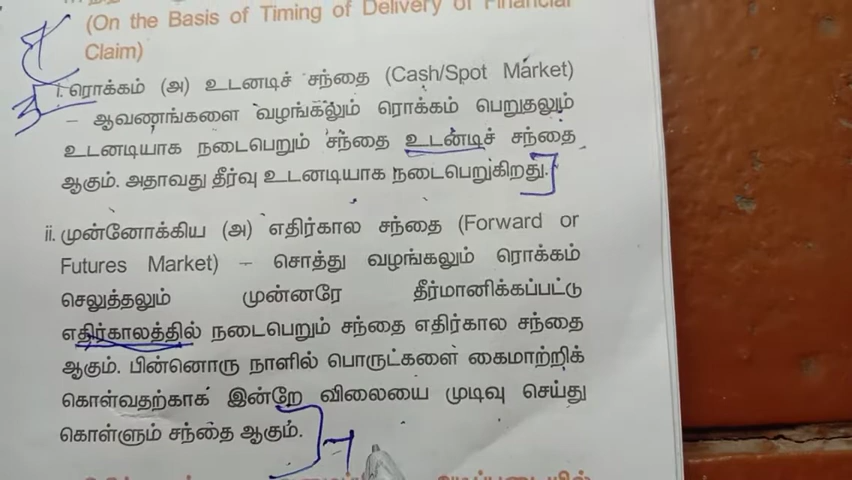 (On the Basis of Timing of Delivery of Financial
Claim)
i. ரொக்கம் (அ) உடனடிச் சந்தை (Cash/Spot Market)
– ஆவணங்களை வழங்கலும் ரொக்கம் பெறுதலும்
உடனடியாக நடைபெறும் சந்தை உடன்டிச் சந்தை
ஆகும். அதாவது தீர்வு உடனடியாக நடைபெறுகிறது.
ii. முன்னோக்கிய (அ) எதிர்கால சந்தை (Forward or
Futures Market) – சொத்து வழங்கலும் ரொக்கம்
செலுத்தலும் முன்னரே தீர்மானிக்கப்பட்டு
எதிர்காலத்தில் நடைபெறும் சந்தை எதிர்கால சந்தை
ஆகும். பின்னொரு நாளில் பொருட்களை கைமாற்றிக்
கொள்வதற்காக இன்றே விலையை முடிவு செய்து
கொள்ளும் சந்தை ஆகும்.